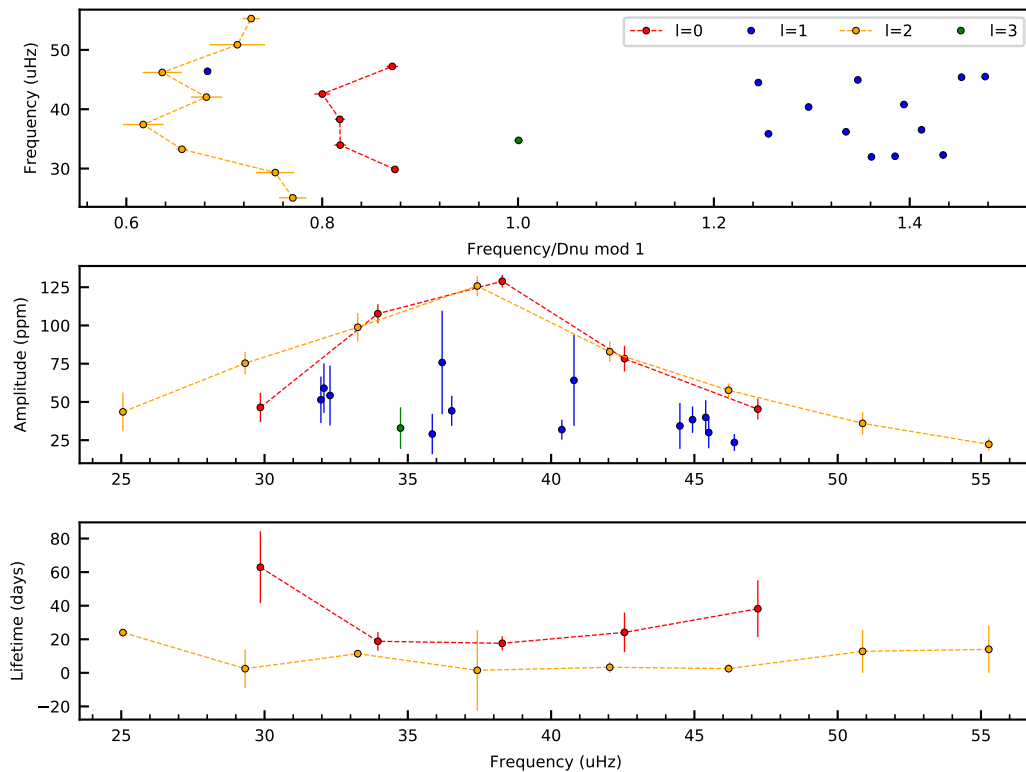 l=0 l=1 l=2 l=3
Frequency (uHz)
50
40
30
0.6 0.8 1.0 1.2 1.4
Frequency/Dnu mod 1
Amplitude (ppm)
125
100
75
50
25
25 30 35 40 45 50 55
Lifetime (days)
80
60
40
20
0
−20
25 30 35 40 45 50 55
Frequency (uHz)